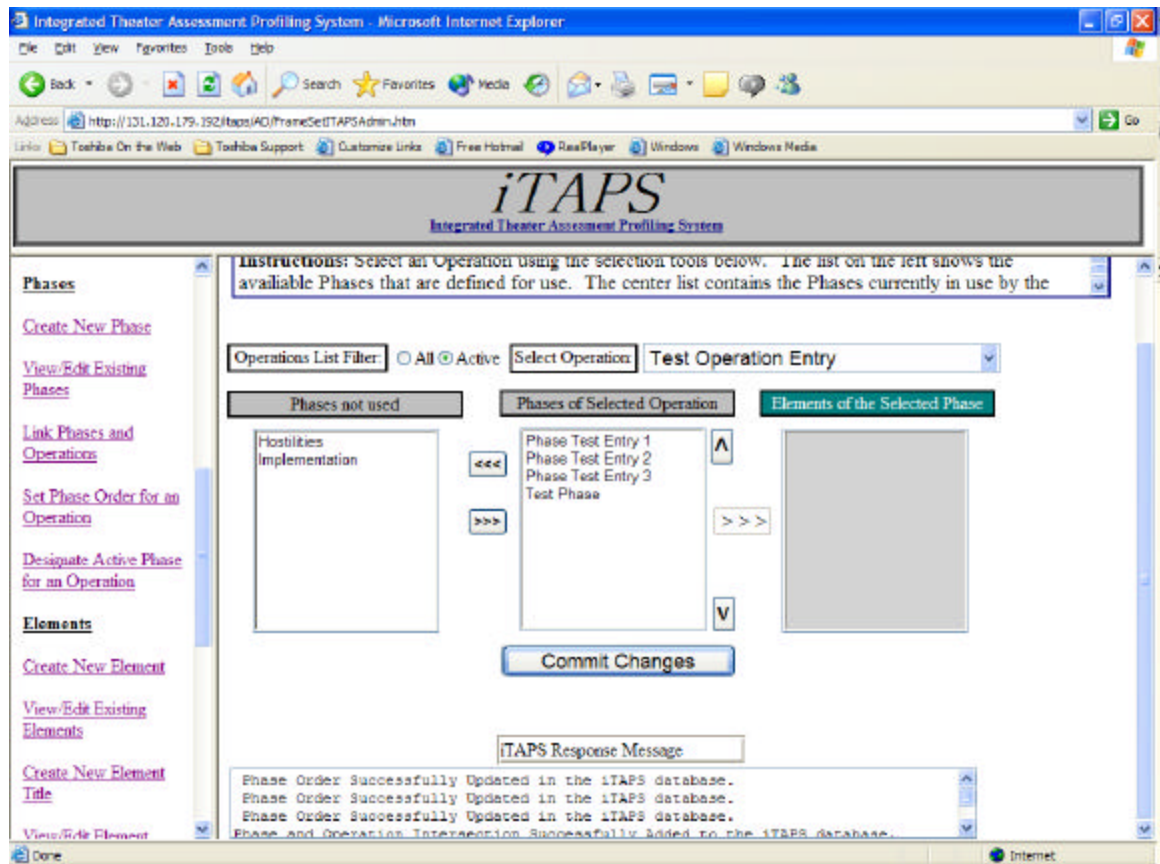 Integrated Theater Assessment Profiling System - Microsoft Internet Explorer
File Edit View Favorites Tools Help
Back Search Favorites Media
Address http://131.120.179.192/itaps/AO/FrameSetITAPSAdmin.htm Go
Links Toshiba On the Web Toshiba Support Customize Links Free Hotmail RealPlayer Windows Windows Media
iTAPS
Integrated Theater Assessment Profiling System
Instructions: Select an Operation using the selection tools below. The list on the left shows the
availiable Phases that are defined for use. The center list contains the Phases currently in use by the
Phases
Create New Phase
View/Edit Existing
Phases
Link Phases and
Operations
Set Phase Order for an
Operation
Designate Active Phase
for an Operation
Elements
Create New Element
View/Edit Existing
Elements
Create New Element
Title
View/Edit Element
Operations List Filter: All Active Select Operation: Test Operation Entry
Phases not used
Hostilities
Implementation
<<<
>>>
Phases of Selected Operation
Phase Test Entry 1
Phase Test Entry 2
Phase Test Entry 3
Test Phase
Λ
> > >
V
Elements of the Selected Phase
Commit Changes
iTAPS Response Message
Phase Order Successfully Updated in the iTAPS database.
Phase Order Successfully Updated in the iTAPS database.
Phase Order Successfully Updated in the iTAPS database.
Phase and Operation Intersection Successfully Added to the iTAPS database.
Done Internet